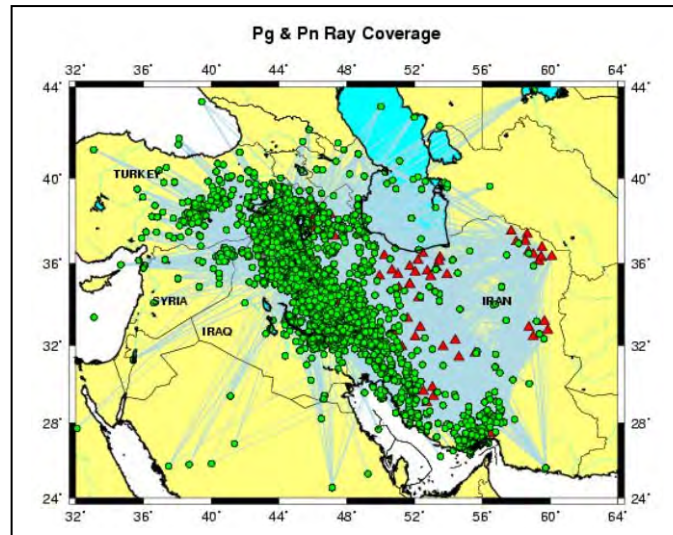 Pg & Pn Ray Coverage
32˚ 36˚ 40˚ 44˚ 48˚ 52˚ 56˚ 60˚ 64˚
44˚ 44˚
TURKEY
40˚ 40˚
36˚ 36˚
SYRIA IRAN
IRAQ
32˚ 32˚
28˚ 28˚
24˚ 24˚
32˚ 36˚ 40˚ 44˚ 48˚ 52˚ 56˚ 60˚ 64˚